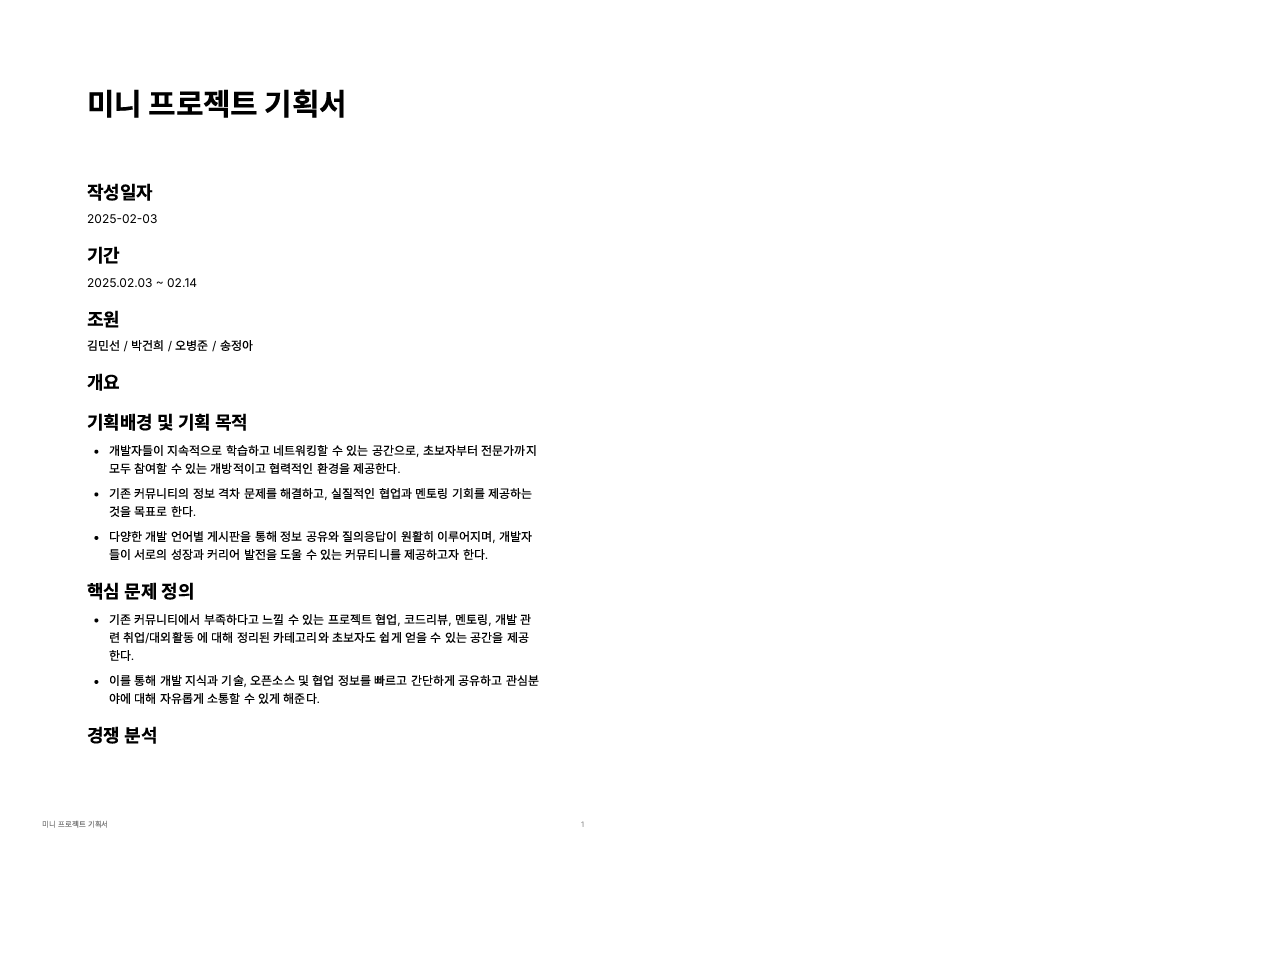 미니 프로젝트 기획서
작성일자
2025-02-03
기간
2025.02.03 ~ 02.14
조원
김민선 / 박건희 / 오병준 / 송정아
개요
기획배경 및 기획 목적
• 개발자들이 지속적으로 학습하고 네트워킹할 수 있는 공간으로, 초보자부터 전문가까지
모두 참여할 수 있는 개방적이고 협력적인 환경을 제공한다.
• 기존 커뮤니티의 정보 격차 문제를 해결하고, 실질적인 협업과 멘토링 기회를 제공하는
것을 목표로 한다.
• 다양한 개발 언어별 게시판을 통해 정보 공유와 질의응답이 원활히 이루어지며, 개발자
들이 서로의 성장과 커리어 발전을 도울 수 있는 커뮤티니를 제공하고자 한다.
핵심 문제 정의
• 기존 커뮤니티에서 부족하다고 느낄 수 있는 프로젝트 협업, 코드리뷰, 멘토링, 개발 관
련 취업/대외활동 에 대해 정리된 카테고리와 초보자도 쉽게 얻을 수 있는 공간을 제공
한다.
• 이를 통해 개발 지식과 기술, 오픈소스 및 협업 정보를 빠르고 간단하게 공유하고 관심분
야에 대해 자유롭게 소통할 수 있게 해준다.
경쟁 분석
미니 프로젝트 기획서 1